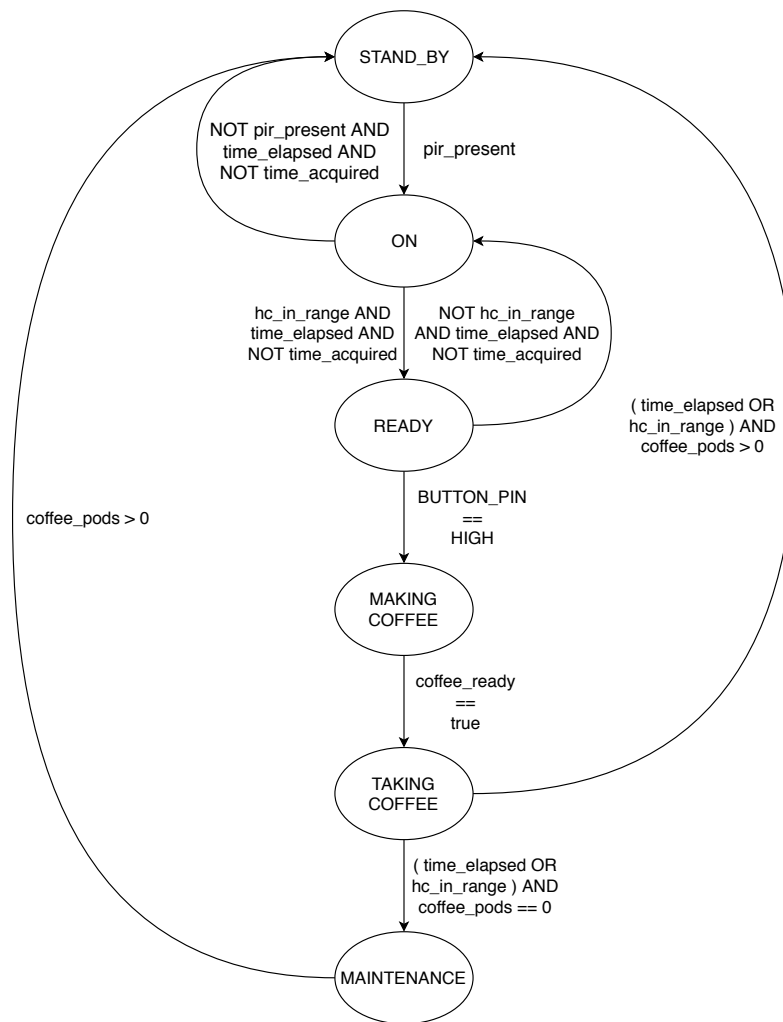 STAND_BY
NOT pir_present AND
time_elapsed AND
NOT time_acquired
pir_present
ON
hc_in_range AND
time_elapsed AND
NOT time_acquired
NOT hc_in_range
AND time_elapsed AND
NOT time_acquired
( time_elapsed OR
hc_in_range ) AND
coffee_pods > 0
READY
coffee_pods > 0
BUTTON_PIN
==
HIGH
MAKING
COFFEE
coffee_ready
==
true
TAKING
COFFEE
( time_elapsed OR
hc_in_range ) AND
coffee_pods == 0
MAINTENANCE